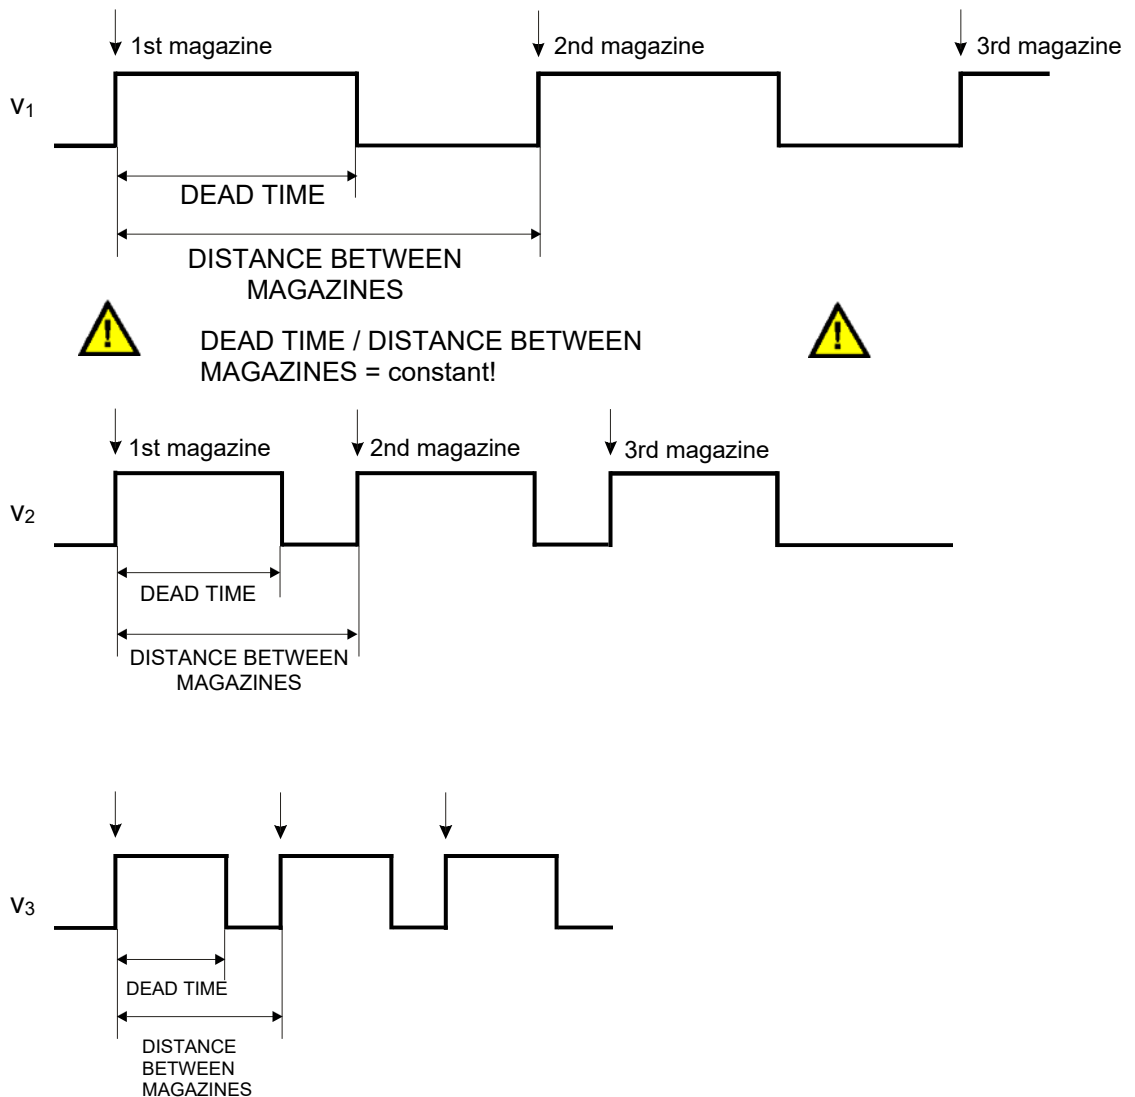 1st magazine
2nd magazine
3rd magazine
v1
DEAD TIME
DISTANCE BETWEEN
MAGAZINES
!
DEAD TIME / DISTANCE BETWEEN
MAGAZINES = constant!
!
1st magazine
2nd magazine
3rd magazine
v2
DEAD TIME
DISTANCE BETWEEN
MAGAZINES
v3
DEAD TIME
DISTANCE
BETWEEN
MAGAZINES